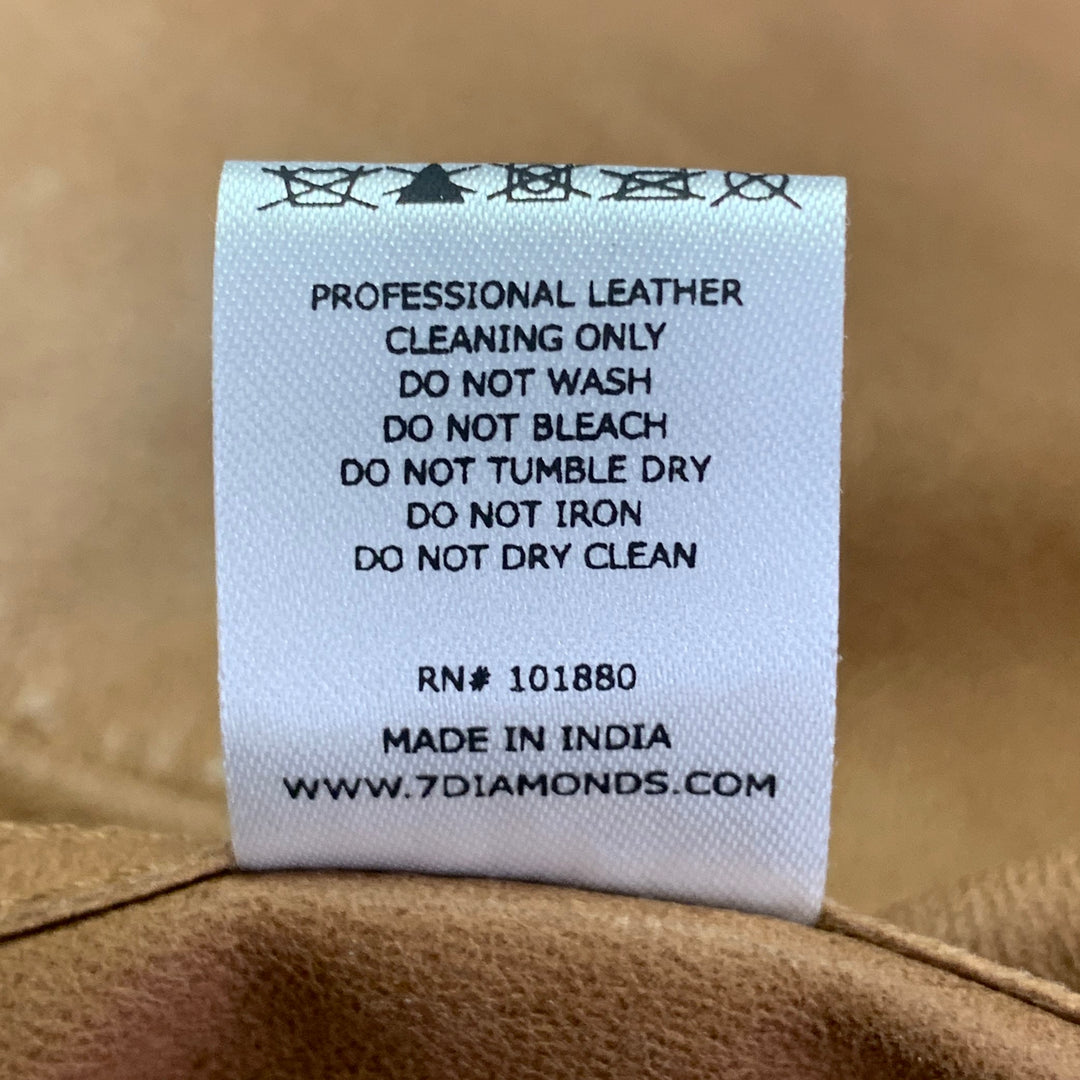 PROFESSIONAL LEATHER
CLEANING ONLY
DO NOT WASH
DO NOT BLEACH
DO NOT TUMBLE DRY
DO NOT IRON
DO NOT DRY CLEAN
RN# 101880
MADE IN INDIA
WWW.7DIAMONDS.COM